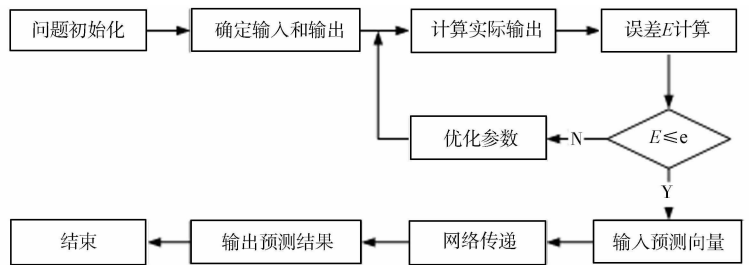 问题初始化
确定输入和输出
计算实际输出
误差E计算
优化参数
N
E≤e
Y
结束
输出预测结果
网络传递
输入预测向量